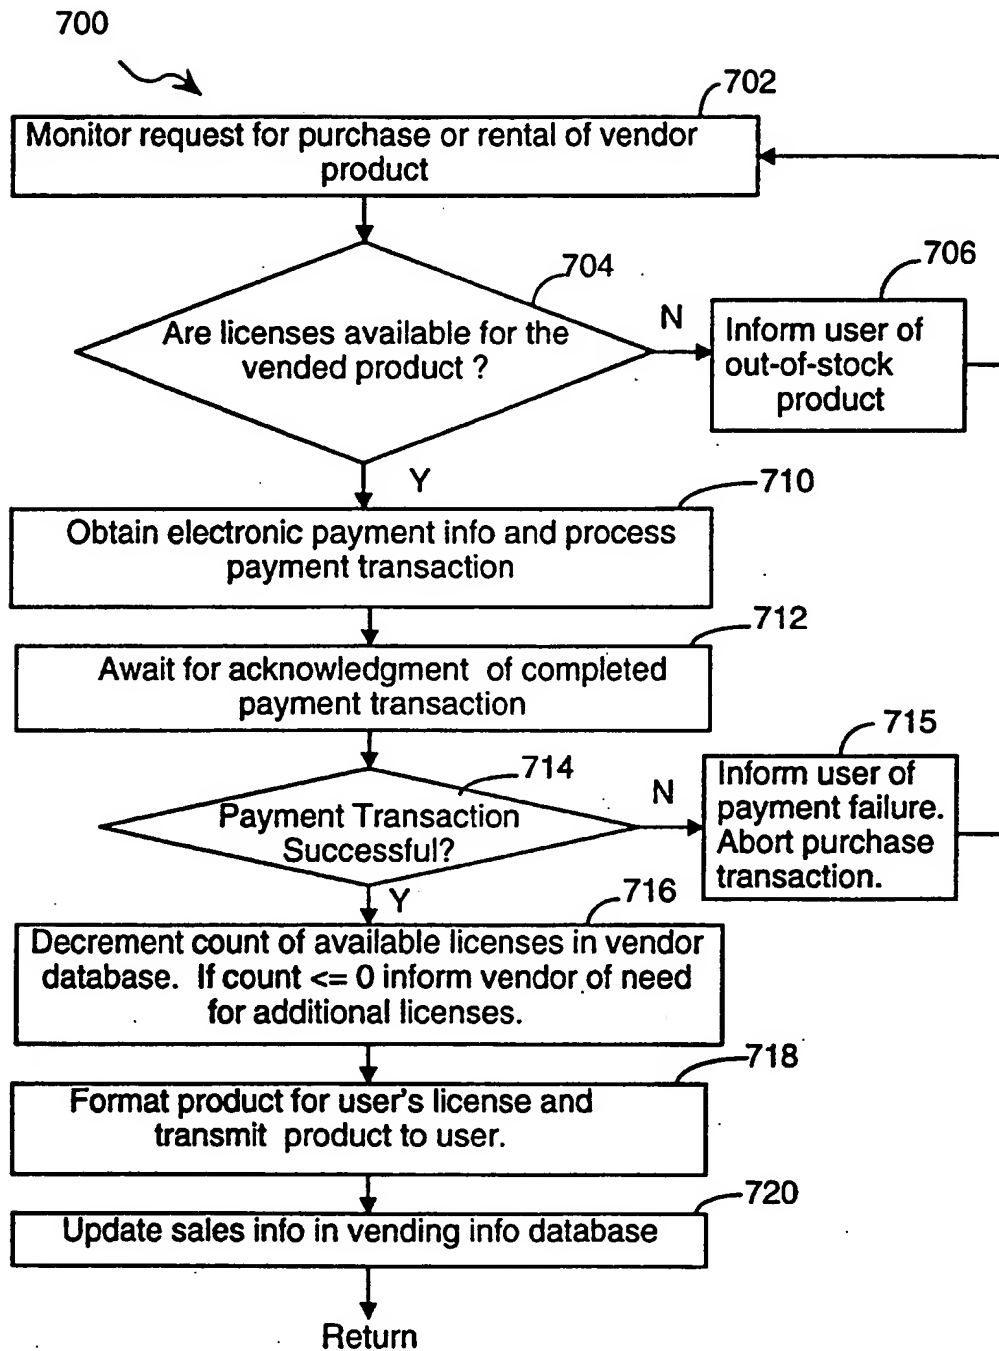 700
702
Monitor request for purchase or rental of vendor
product
704
Are licenses available for the
vended product ?
N
706
Inform user of
out-of-stock
product
Y
710
Obtain electronic payment info and process
payment transaction
712
Await for acknowledgment of completed
payment transaction
714
Payment Transaction
Successful?
N
715
Inform user of
payment failure.
Abort purchase
transaction.
Y
716
Decrement count of available licenses in vendor
database. If count <= 0 inform vendor of need
for additional licenses.
718
Format product for user's license and
transmit product to user.
720
Update sales info in vending info database
Return